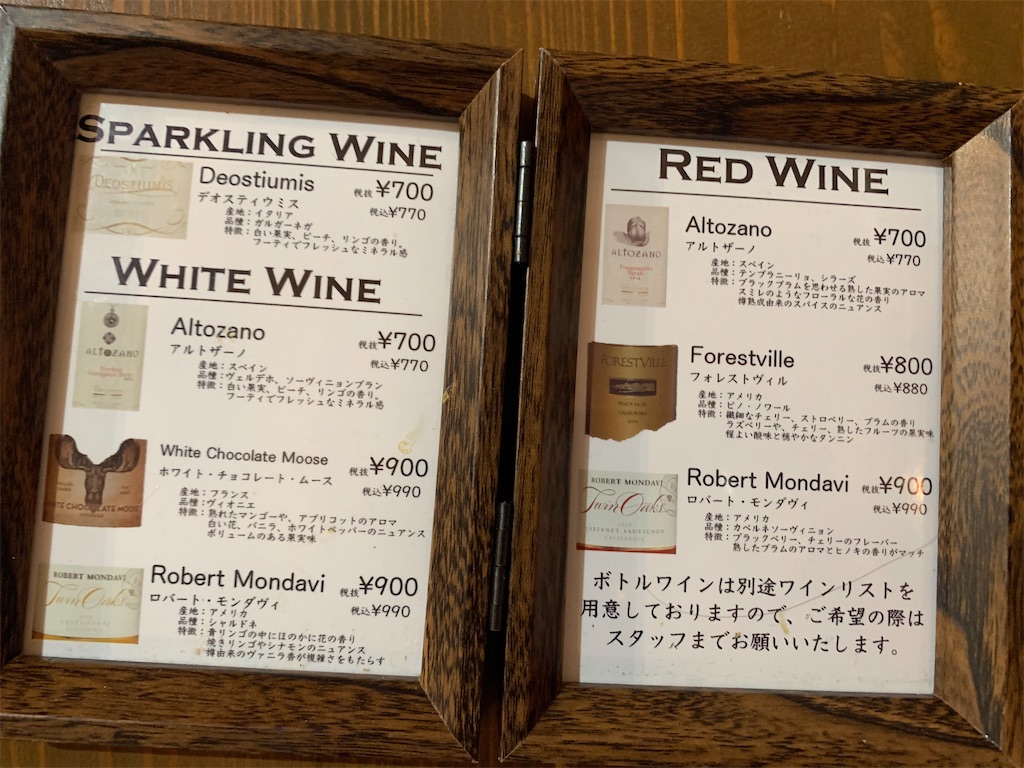 SPARKLING WINE
DEOSTIUMIS
Deostiumis
税抜 ¥700
デオスティウミス
税込 ¥770
産地：イタリア
品種：ガルガーネガ
特徴：白い果実、ピーチ、リンゴの香り。
フーティでフレッシュなミネラル感
WHITE WINE
ALTOZANO
Altozano
税抜 ¥700
アルトザーノ
税込 ¥770
産地：スペイン
品種：ヴェルデホ、ソーヴィニョンブラン
特徴：白い果実、ピーチ、リンゴの香り。
フーティでフレッシュなミネラル感
WHITE CHOCOLATE MOOSE
White Chocolate Moose
税抜 ¥900
ホワイト・チョコレート・ムース
税込 ¥990
産地：フランス
品種：ヴィオニエ
特徴：熟れたマンゴーや、アプリコットのアロマ
白い花、バニラ、ホワイトペッパーのニュアンス
ボリュームのある果実味
ROBERT MONDAVI
Twin Oaks
CHARDONNAY
Robert Mondavi
税抜 ¥900
ロバート・モンダヴィ
税込 ¥990
産地：アメリカ
品種：シャルドネ
特徴：青リンゴの中にほのかに花の香り
焼きリンゴやシナモンのニュアンス
博由来のヴァニラ香が複雑さをもたらす
RED WINE
ALTOZANO
Tempranillo
Syrah
Altozano
税抜 ¥700
アルトザーノ
税込 ¥770
産地：スペイン
品種：テンプラニーリョ、シラーズ
特徴：ブラックプラムを思わせる熟した果実のアロマ
スミレのようなフローラルな花の香り
博熟成由来のスパイスのニュアンス
FORESTVILLE
PINOT NOIR
CALIFORNIA
Forestville
税抜 ¥800
フォレストヴィル
税込 ¥880
産地：アメリカ
品種：ピノ・ノワール
特徴：繊細なチェリー、ストロベリー、プラムの香り
ラズベリーや、チェリー、熟したフルーツの果実味
程よい酸味と穏やかなタンニン
ROBERT MONDAVI
Twin Oaks
CABERNET SAUVIGNON
CALIFORNIA
Robert Mondavi
税抜 ¥900
ロバート・モンダヴィ
税込 ¥990
産地：アメリカ
品種：カベルネソーヴィニョン
特徴：ブラックベリー、チェリーのフレーバー
熟したプラムのアロマとヒノキの香りがマッチ
ボトルワインは別途ワインリストを
用意しておりますので、ご希望の際は
スタッフまでお願いいたします。